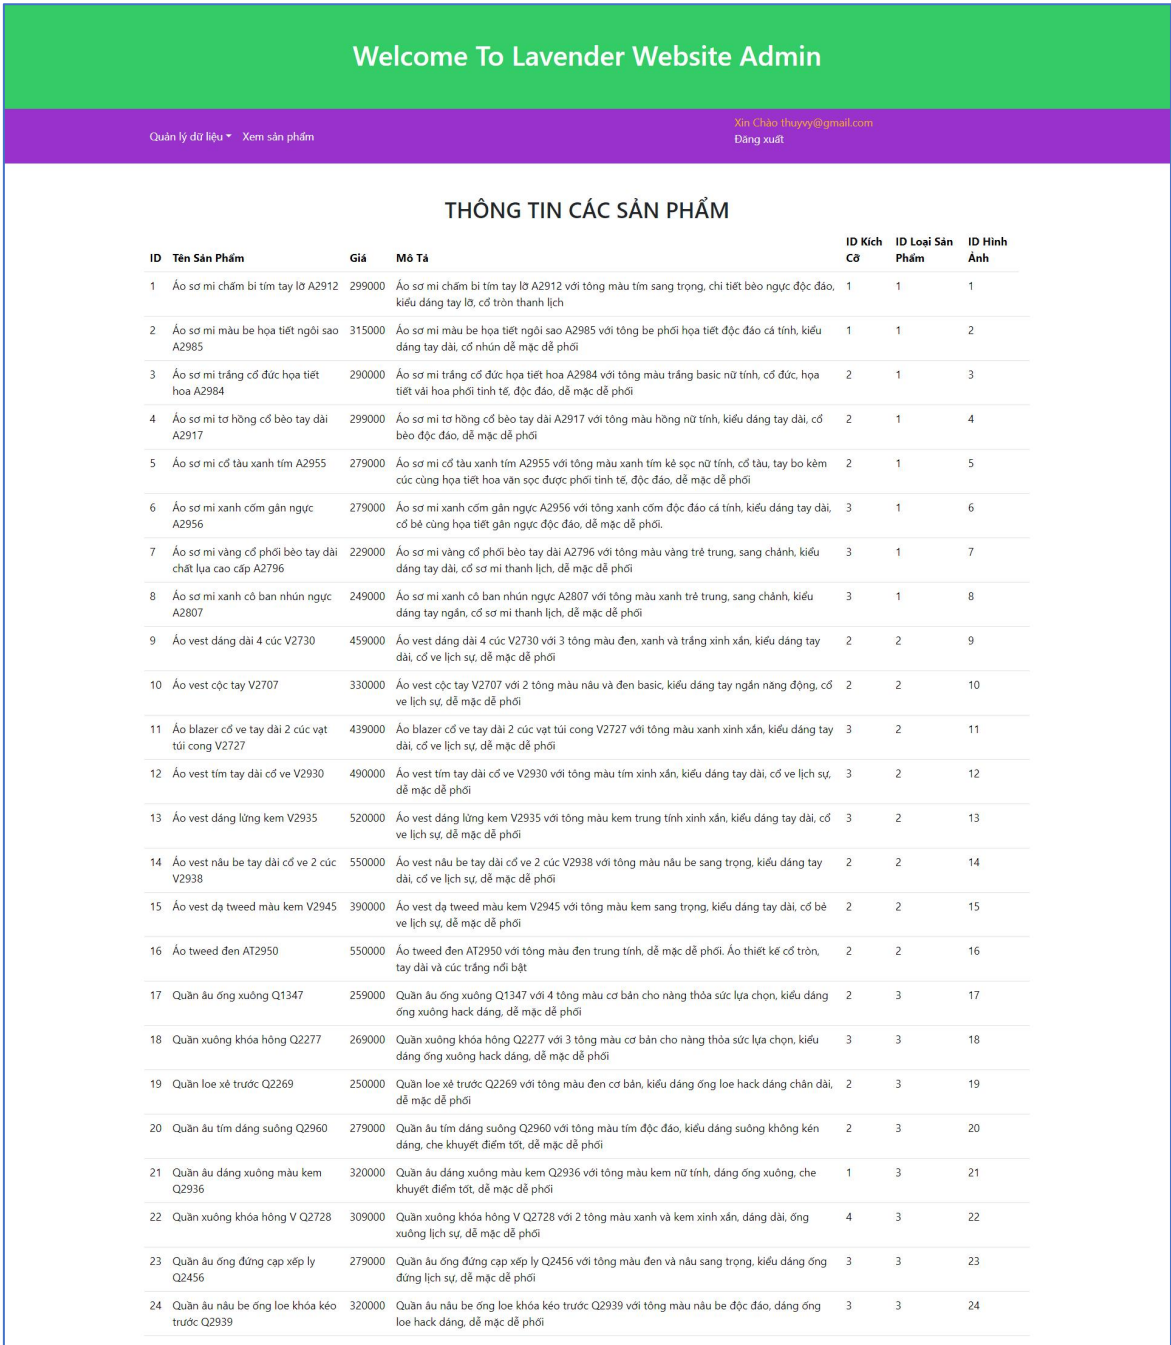 Welcome To Lavender Website Admin
Quản lý dữ liệu Xem sản phẩm
Xin Chào thuyvy@gmail.com
Đăng xuất
THÔNG TIN CÁC SẢN PHẨM
ID Tên Sản Phẩm Giá Mô Tả ID Kích Cỡ ID Loại Sản Phẩm ID Hình Ảnh
1 Áo sơ mi chấm bi tím tay lỡ A2912 299000 Áo sơ mi chấm bi tím tay lỡ A2912 với tông màu tím sang trọng, chi tiết bèo ngực độc đáo, 1 1 1
kiểu dáng tay lỡ, cổ tròn thanh lịch
2 Áo sơ mi màu be họa tiết ngôi sao 315000 Áo sơ mi màu be họa tiết ngôi sao A2985 với tông be phối họa tiết độc đáo cá tính, kiểu 1 1 2
A2985 dáng tay dài, cổ nhún dễ mặc dễ phối
3 Áo sơ mi trắng cổ đức họa tiết 290000 Áo sơ mi trắng cổ đức họa tiết hoa A2984 với tông màu trắng basic nữ tính, cổ đức, họa 2 1 3
hoa A2984 tiết vải hoa phối tinh tế, độc đáo, dễ mặc dễ phối
4 Áo sơ mi tơ hồng cổ bèo tay dài 299000 Áo sơ mi tơ hồng cổ bèo tay dài A2917 với tông màu hồng nữ tính, kiểu dáng tay dài, cổ 2 1 4
A2917 bèo độc đáo, dễ mặc dễ phối
5 Áo sơ mi cổ tàu xanh tím A2955 279000 Áo sơ mi cổ tàu xanh tím A2955 với tông màu xanh tím kẻ sọc nữ tính, cổ tàu, tay bo kèm 2 1 5
cúc cùng họa tiết hoa văn sọc được phối tinh tế, độc đáo, dễ mặc dễ phối
6 Áo sơ mi xanh cốm gân ngực 279000 Áo sơ mi xanh cốm gân ngực A2956 với tông xanh cốm độc đáo cá tính, kiểu dáng tay dài, 3 1 6
A2956 cổ bẻ cùng họa tiết gân ngực độc đáo, dễ mặc dễ phối.
7 Áo sơ mi vàng cổ phối bèo tay dài 229000 Áo sơ mi vàng cổ phối bèo tay dài A2796 với tông màu vàng trẻ trung, sang chảnh, kiểu 3 1 7
chất lụa cao cấp A2796 dáng tay dài, cổ sơ mi thanh lịch, dễ mặc dễ phối
8 Áo sơ mi xanh cô ban nhún ngực 249000 Áo sơ mi xanh cô ban nhún ngực A2807 với tông màu xanh trẻ trung, sang chảnh, kiểu 3 1 8
A2807 dáng tay ngắn, cổ sơ mi thanh lịch, dễ mặc dễ phối
9 Áo vest dáng dài 4 cúc V2730 459000 Áo vest dáng dài 4 cúc V2730 với 3 tông màu đen, xanh và trắng xinh xắn, kiểu dáng tay 2 2 9
dài, cổ ve lịch sự, dễ mặc dễ phối
10 Áo vest cộc tay V2707 330000 Áo vest cộc tay V2707 với 2 tông màu nâu và đen basic, kiểu dáng tay ngắn năng động, cổ 2 2 10
ve lịch sự, dễ mặc dễ phối
11 Áo blazer cổ ve tay dài 2 cúc vạt 439000 Áo blazer cổ ve tay dài 2 cúc vạt túi cong V2727 với tông màu xanh xinh xắn, kiểu dáng tay 3 2 11
túi cong V2727 dài, cổ ve lịch sự, dễ mặc dễ phối
12 Áo vest tím tay dài cổ ve V2930 490000 Áo vest tím tay dài cổ ve V2930 với tông màu tím xinh xắn, kiểu dáng tay dài, cổ ve lịch sự, 3 2 12
dễ mặc dễ phối
13 Áo vest dáng lửng kem V2935 520000 Áo vest dáng lửng kem V2935 với tông màu kem trung tính xinh xắn, kiểu dáng tay dài, cổ 3 2 13
ve lịch sự, dễ mặc dễ phối
14 Áo vest nâu be tay dài cổ ve 2 cúc 550000 Áo vest nâu be tay dài cổ ve 2 cúc V2938 với tông màu nâu be sang trọng, kiểu dáng tay 2 2 14
V2938 dài, cổ ve lịch sự, dễ mặc dễ phối
15 Áo vest dạ tweed màu kem V2945 390000 Áo vest dạ tweed màu kem V2945 với tông màu kem sang trọng, kiểu dáng tay dài, cổ bẻ 2 2 15
ve lịch sự, dễ mặc dễ phối
16 Áo tweed đen AT2950 550000 Áo tweed đen AT2950 với tông màu đen trung tính, dễ mặc dễ phối. Áo thiết kế cổ tròn, 2 2 16
tay dài và cúc trắng nổi bật
17 Quần âu ống xuông Q1347 259000 Quần âu ống xuông Q1347 với 4 tông màu cơ bản cho nàng thỏa sức lựa chọn, kiểu dáng 2 3 17
ống xuông hack dáng, dễ mặc dễ phối
18 Quần xuông khóa hông Q2277 269000 Quần xuông khóa hông Q2277 với 3 tông màu cơ bản cho nàng thỏa sức lựa chọn, kiểu 3 3 18
dáng ống xuông hack dáng, dễ mặc dễ phối
19 Quần loe xẻ trước Q2269 250000 Quần loe xẻ trước Q2269 với tông màu đen cơ bản, kiểu dáng ống loe hack dáng chân dài, 2 3 19
dễ mặc dễ phối
20 Quần âu tím dáng suông Q2960 279000 Quần âu tím dáng suông Q2960 với tông màu tím độc đáo, kiểu dáng suông không kén 2 3 20
dáng, che khuyết điểm tốt, dễ mặc dễ phối
21 Quần âu dáng xuông màu kem 320000 Quần âu dáng xuông màu kem Q2936 với tông màu kem nữ tính, dáng ống xuông, che 1 3 21
Q2936 khuyết điểm tốt, dễ mặc dễ phối
22 Quần xuông khóa hông V Q2728 309000 Quần xuông khóa hông V Q2728 với 2 tông màu xanh và kem xinh xắn, dáng dài, ống 4 3 22
xuông lịch sự, dễ mặc dễ phối
23 Quần âu ống đứng cạp xếp ly 279000 Quần âu ống đứng cạp xếp ly Q2456 với tông màu đen và nâu sang trọng, kiểu dáng ống 3 3 23
Q2456 đứng lịch sự, dễ mặc dễ phối
24 Quần âu nâu be ống loe khóa kéo 320000 Quần âu nâu be ống loe khóa kéo trước Q2939 với tông màu nâu be độc đáo, dáng ống 3 3 24
trước Q2939 loe hack dáng, dễ mặc dễ phối